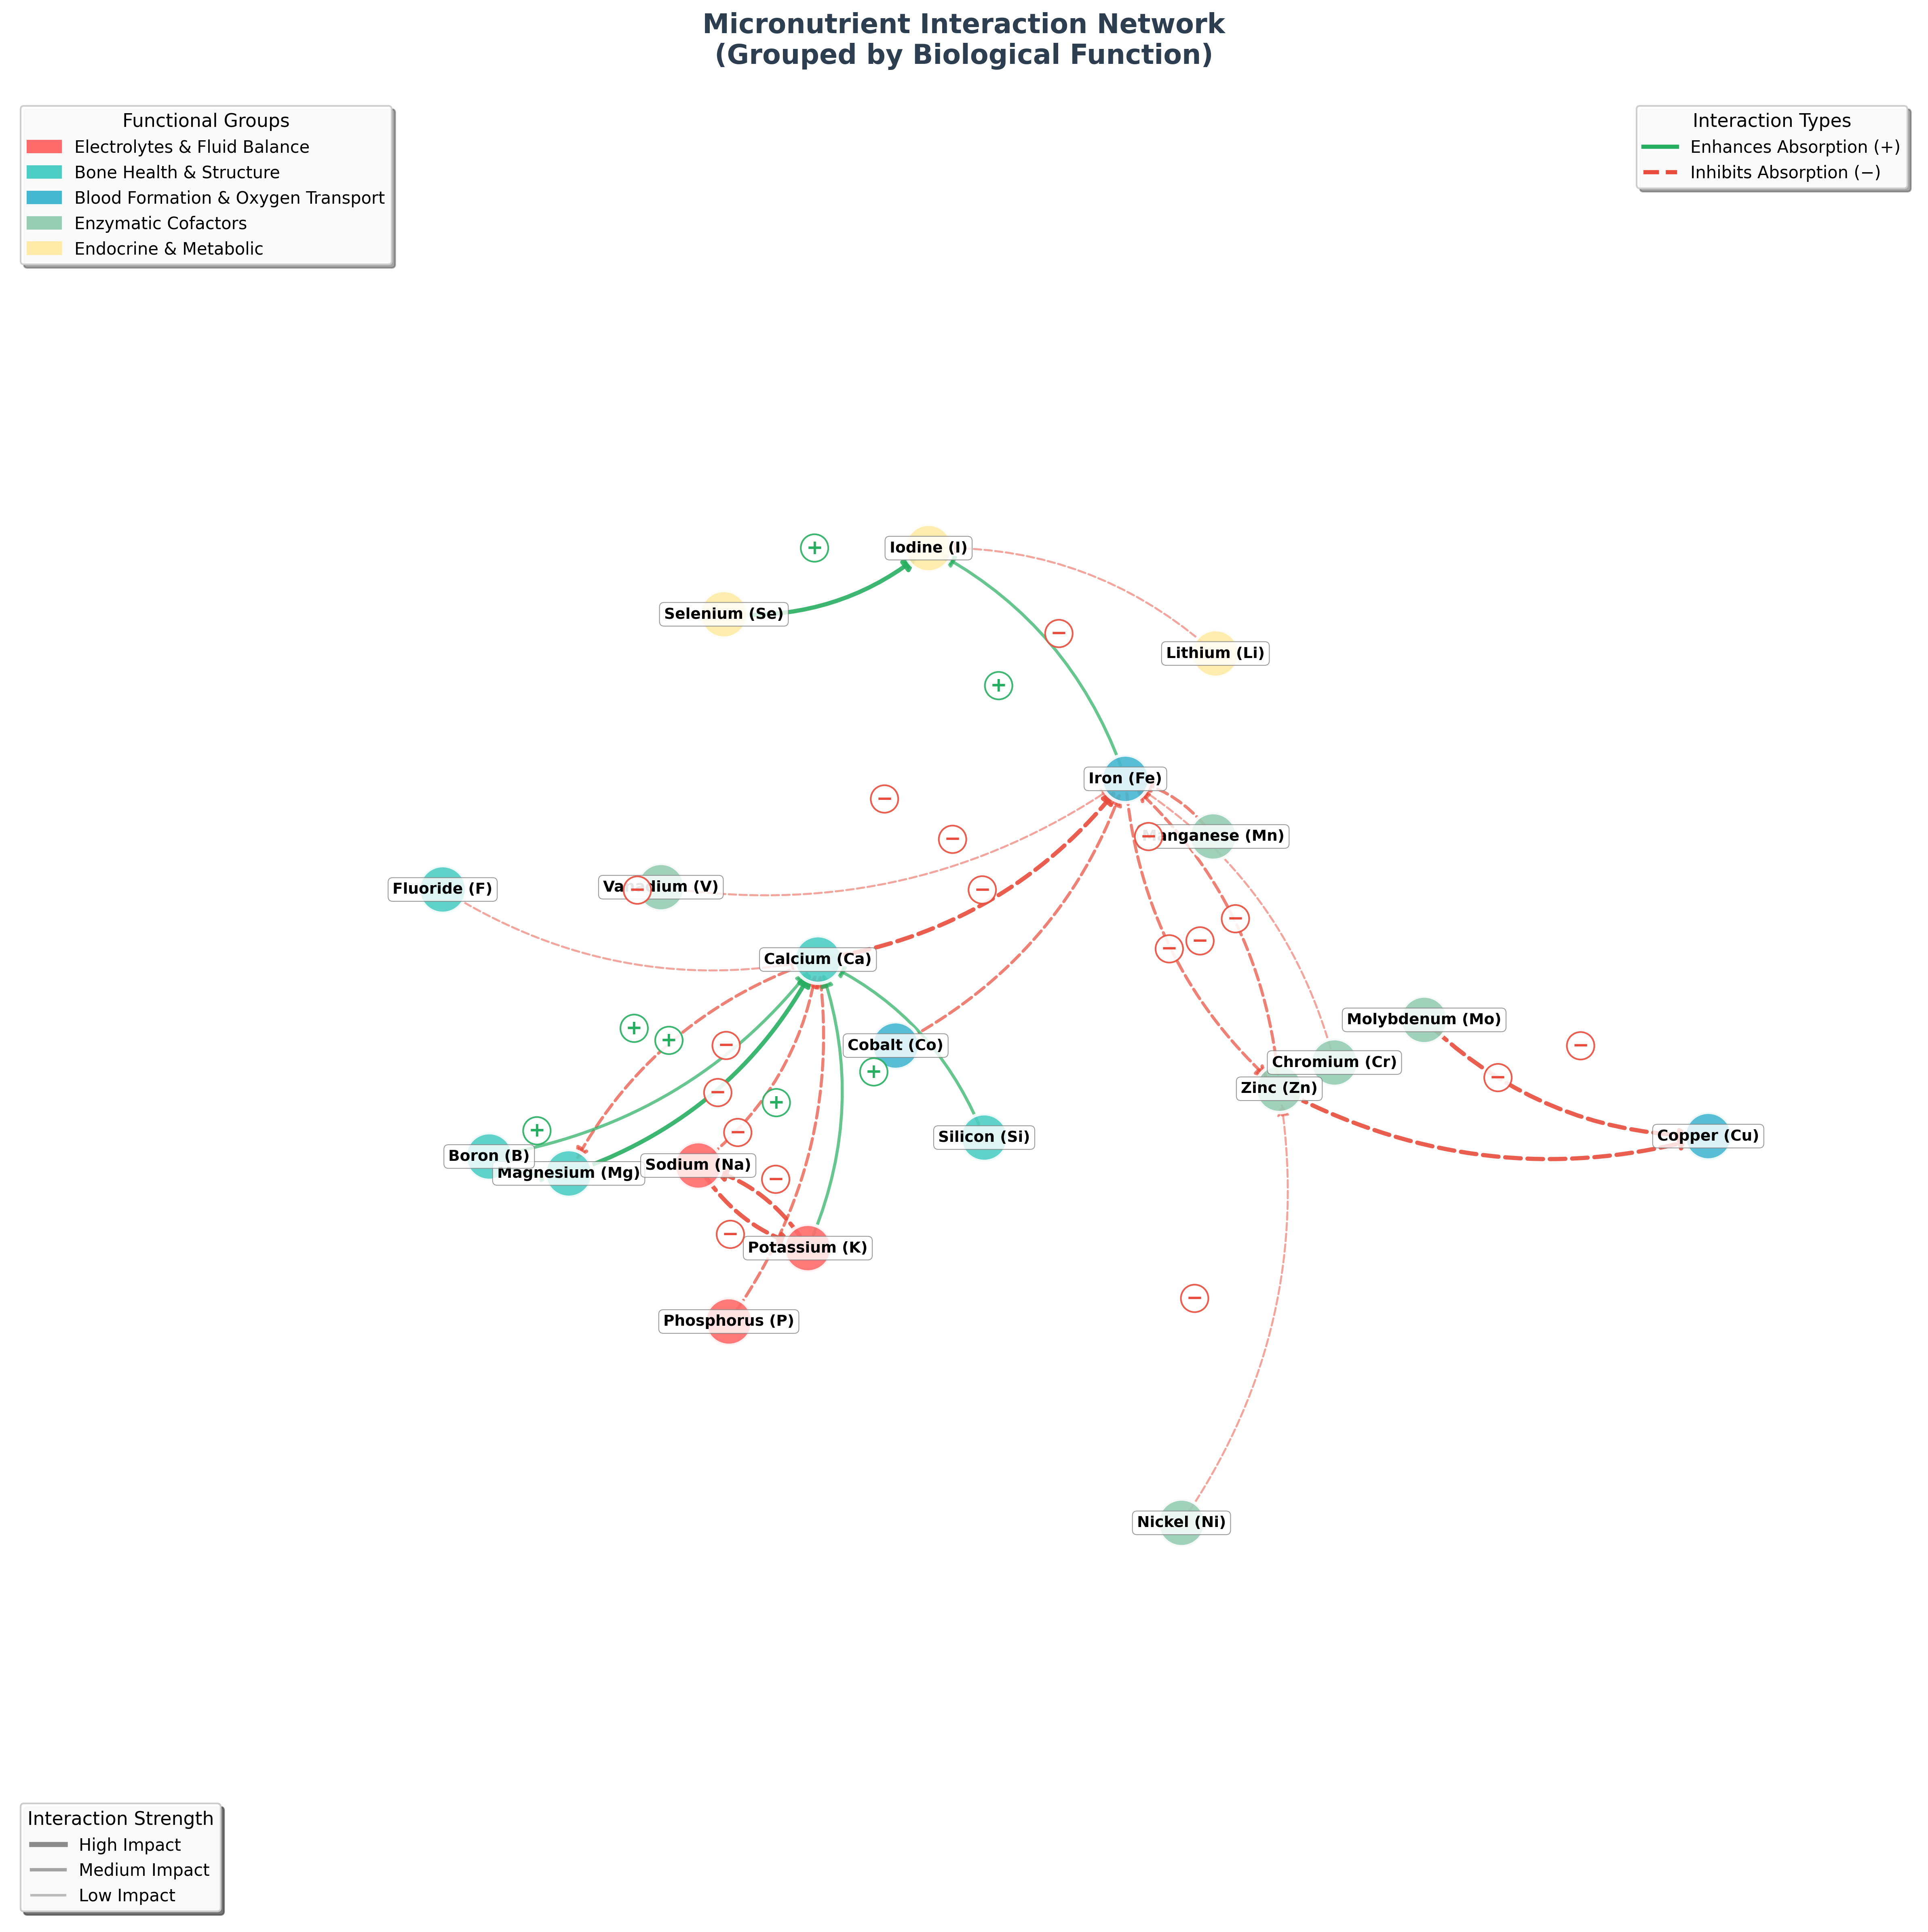 Micronutrient Interaction Network
(Grouped by Biological Function)
Functional Groups
Electrolytes & Fluid Balance
Bone Health & Structure
Blood Formation & Oxygen Transport
Enzymatic Cofactors
Endocrine & Metabolic
Interaction Types
Enhances Absorption (+)
Inhibits Absorption (−)
+
Iodine (I)
Selenium (Se)
−
Lithium (Li)
+
Iron (Fe)
−
−
−
Manganese (Mn)
Fluoride (F)
−
Vanadium (V)
−
−
−
−
Calcium (Ca)
Molybdenum (Mo)
+
+
−
Cobalt (Co)
−
Chromium (Cr)
+
−
Zinc (Zn)
−
+
+
−
Silicon (Si)
Copper (Cu)
Boron (B)
Magnesium (Mg)
Sodium (Na)
−
−
Potassium (K)
−
Phosphorus (P)
Nickel (Ni)
Interaction Strength
High Impact
Medium Impact
Low Impact